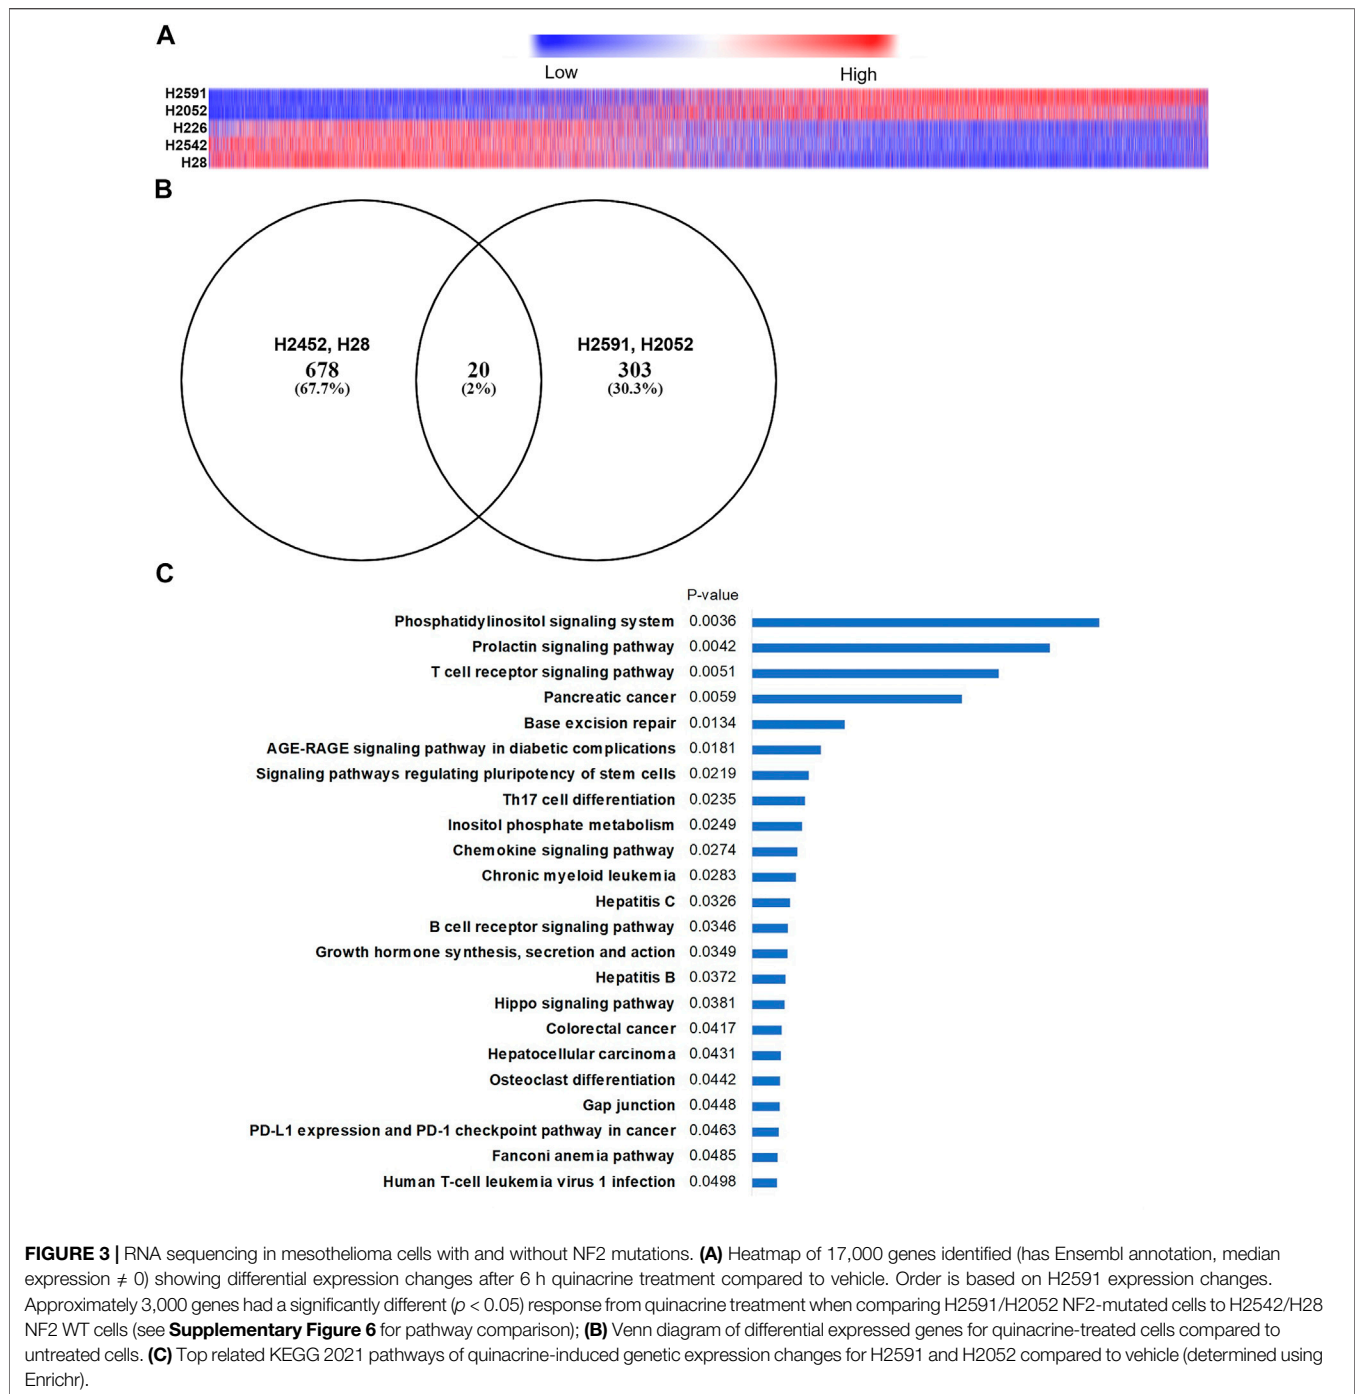 A
Low High
H2591
H2052
H226
H2542
H28
B
H2452, H28
678
(67.7%)
20
(2%)
H2591, H2052
303
(30.3%)
C
P-value
Phosphatidylinositol signaling system 0.0036
Prolactin signaling pathway 0.0042
T cell receptor signaling pathway 0.0051
Pancreatic cancer 0.0059
Base excision repair 0.0134
AGE-RAGE signaling pathway in diabetic complications 0.0181
Signaling pathways regulating pluripotency of stem cells 0.0219
Th17 cell differentiation 0.0235
Inositol phosphate metabolism 0.0249
Chemokine signaling pathway 0.0274
Chronic myeloid leukemia 0.0283
Hepatitis C 0.0326
B cell receptor signaling pathway 0.0346
Growth hormone synthesis, secretion and action 0.0349
Hepatitis B 0.0372
Hippo signaling pathway 0.0381
Colorectal cancer 0.0417
Hepatocellular carcinoma 0.0431
Osteoclast differentiation 0.0442
Gap junction 0.0448
PD-L1 expression and PD-1 checkpoint pathway in cancer 0.0463
Fanconi anemia pathway 0.0485
Human T-cell leukemia virus 1 infection 0.0498
FIGURE 3 | RNA sequencing in mesothelioma cells with and without NF2 mutations. (A) Heatmap of 17,000 genes identified (has Ensembl annotation, median
expression ≠ 0) showing differential expression changes after 6 h quinacrine treatment compared to vehicle. Order is based on H2591 expression changes.
Approximately 3,000 genes had a significantly different (p < 0.05) response from quinacrine treatment when comparing H2591/H2052 NF2-mutated cells to H2542/H28
NF2 WT cells (see Supplementary Figure 6 for pathway comparison); (B) Venn diagram of differential expressed genes for quinacrine-treated cells compared to
untreated cells. (C) Top related KEGG 2021 pathways of quinacrine-induced genetic expression changes for H2591 and H2052 compared to vehicle (determined using
Enrichr).